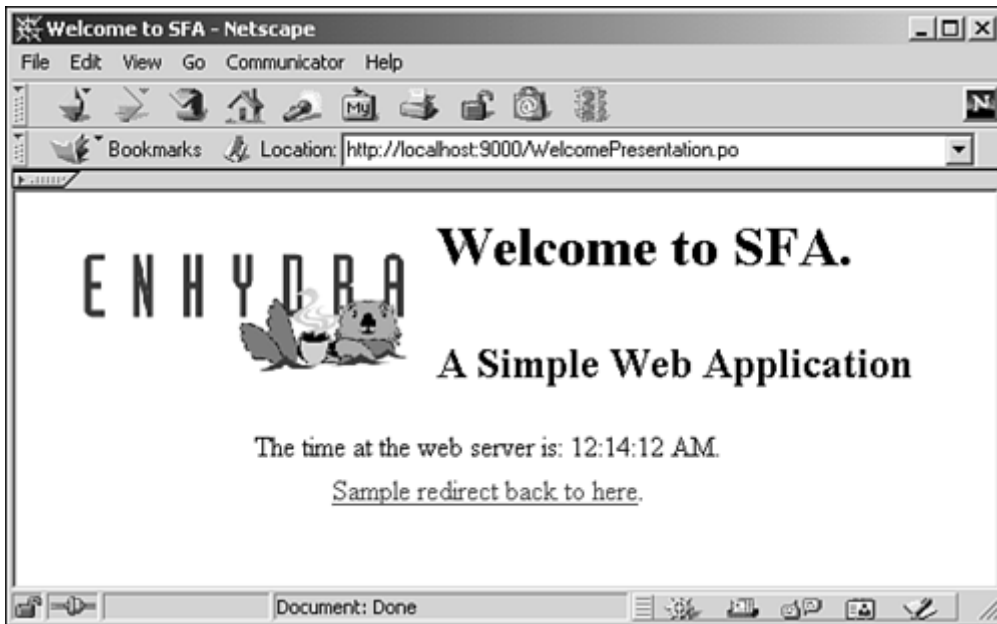 Welcome to SFA - Netscape
File Edit View Go Communicator Help
My
N
Bookmarks Location: http://localhost:9000/WelcomePresentation.po
ENHYDRA
Welcome to SFA.
A Simple Web Application
The time at the web server is: 12:14:12 AM.
Sample redirect back to here.
Document: Done